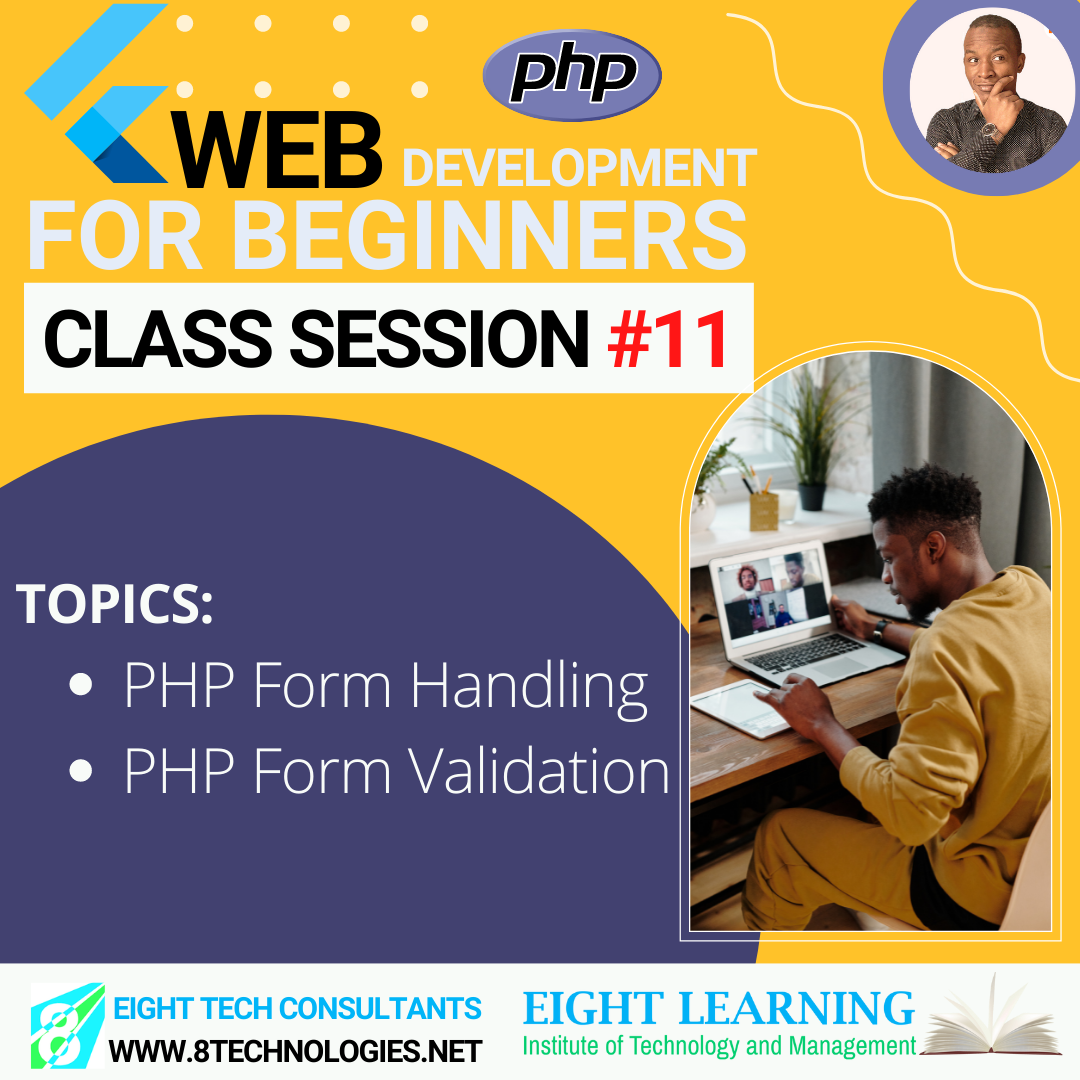 php
WEB DEVELOPMENT
FOR BEGINNERS
CLASS SESSION #11
TOPICS:
• PHP Form Handling
• PHP Form Validation
8
EIGHT TECH CONSULTANTS
WWW.8TECHNOLOGIES.NET
EIGHT LEARNING
Institute of Technology and Management